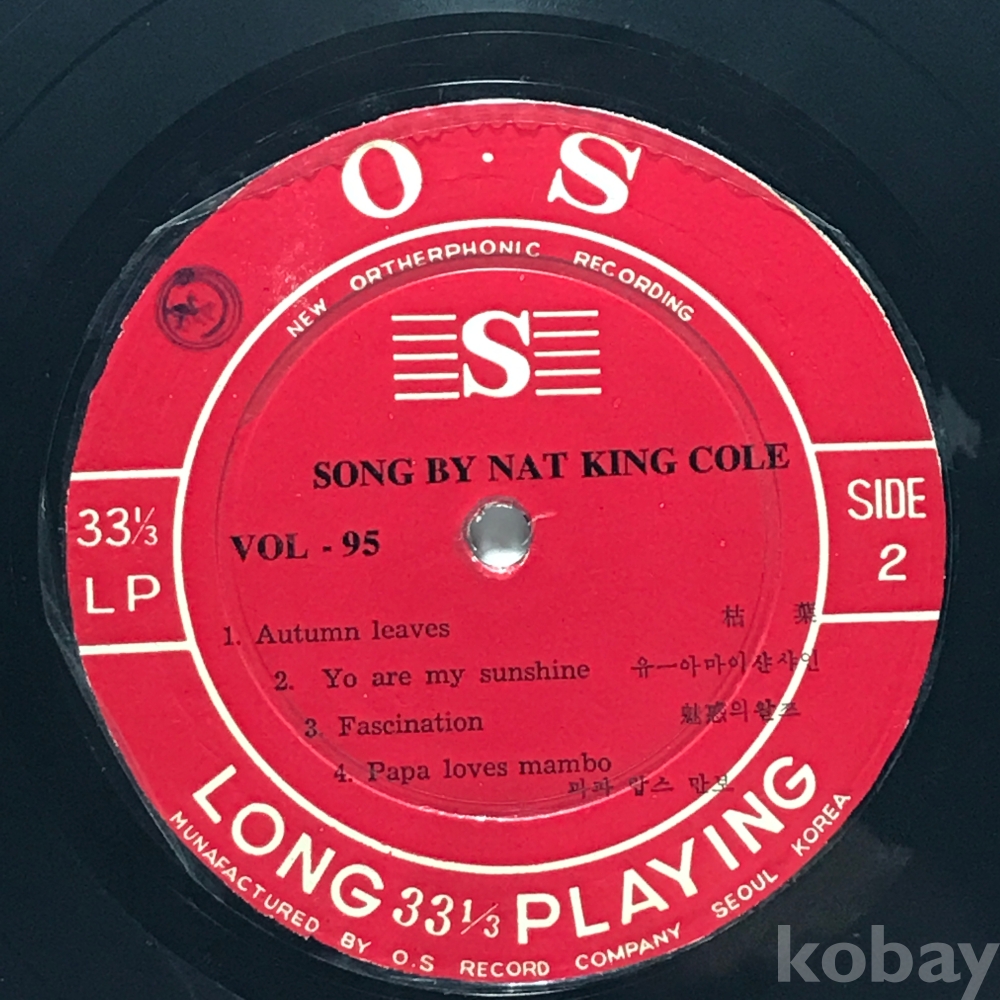 O · S
NEW ORTHERPHONIC RECORDING
S
SONG BY NAT KING COLE
VOL - 95
33⅓
LP
SIDE
2
1. Autumn leaves 枯 葉
2. Yo are my sunshine 유ー아마이샨샤인
3. Fascination 魅惑의왈즈
4. Papa loves mambo
파파 랍스 만보
LONG 33⅓ PLAYING
MUNAFACTURED BY O.S RECORD COMPANY SEOUL KOREA
kobay